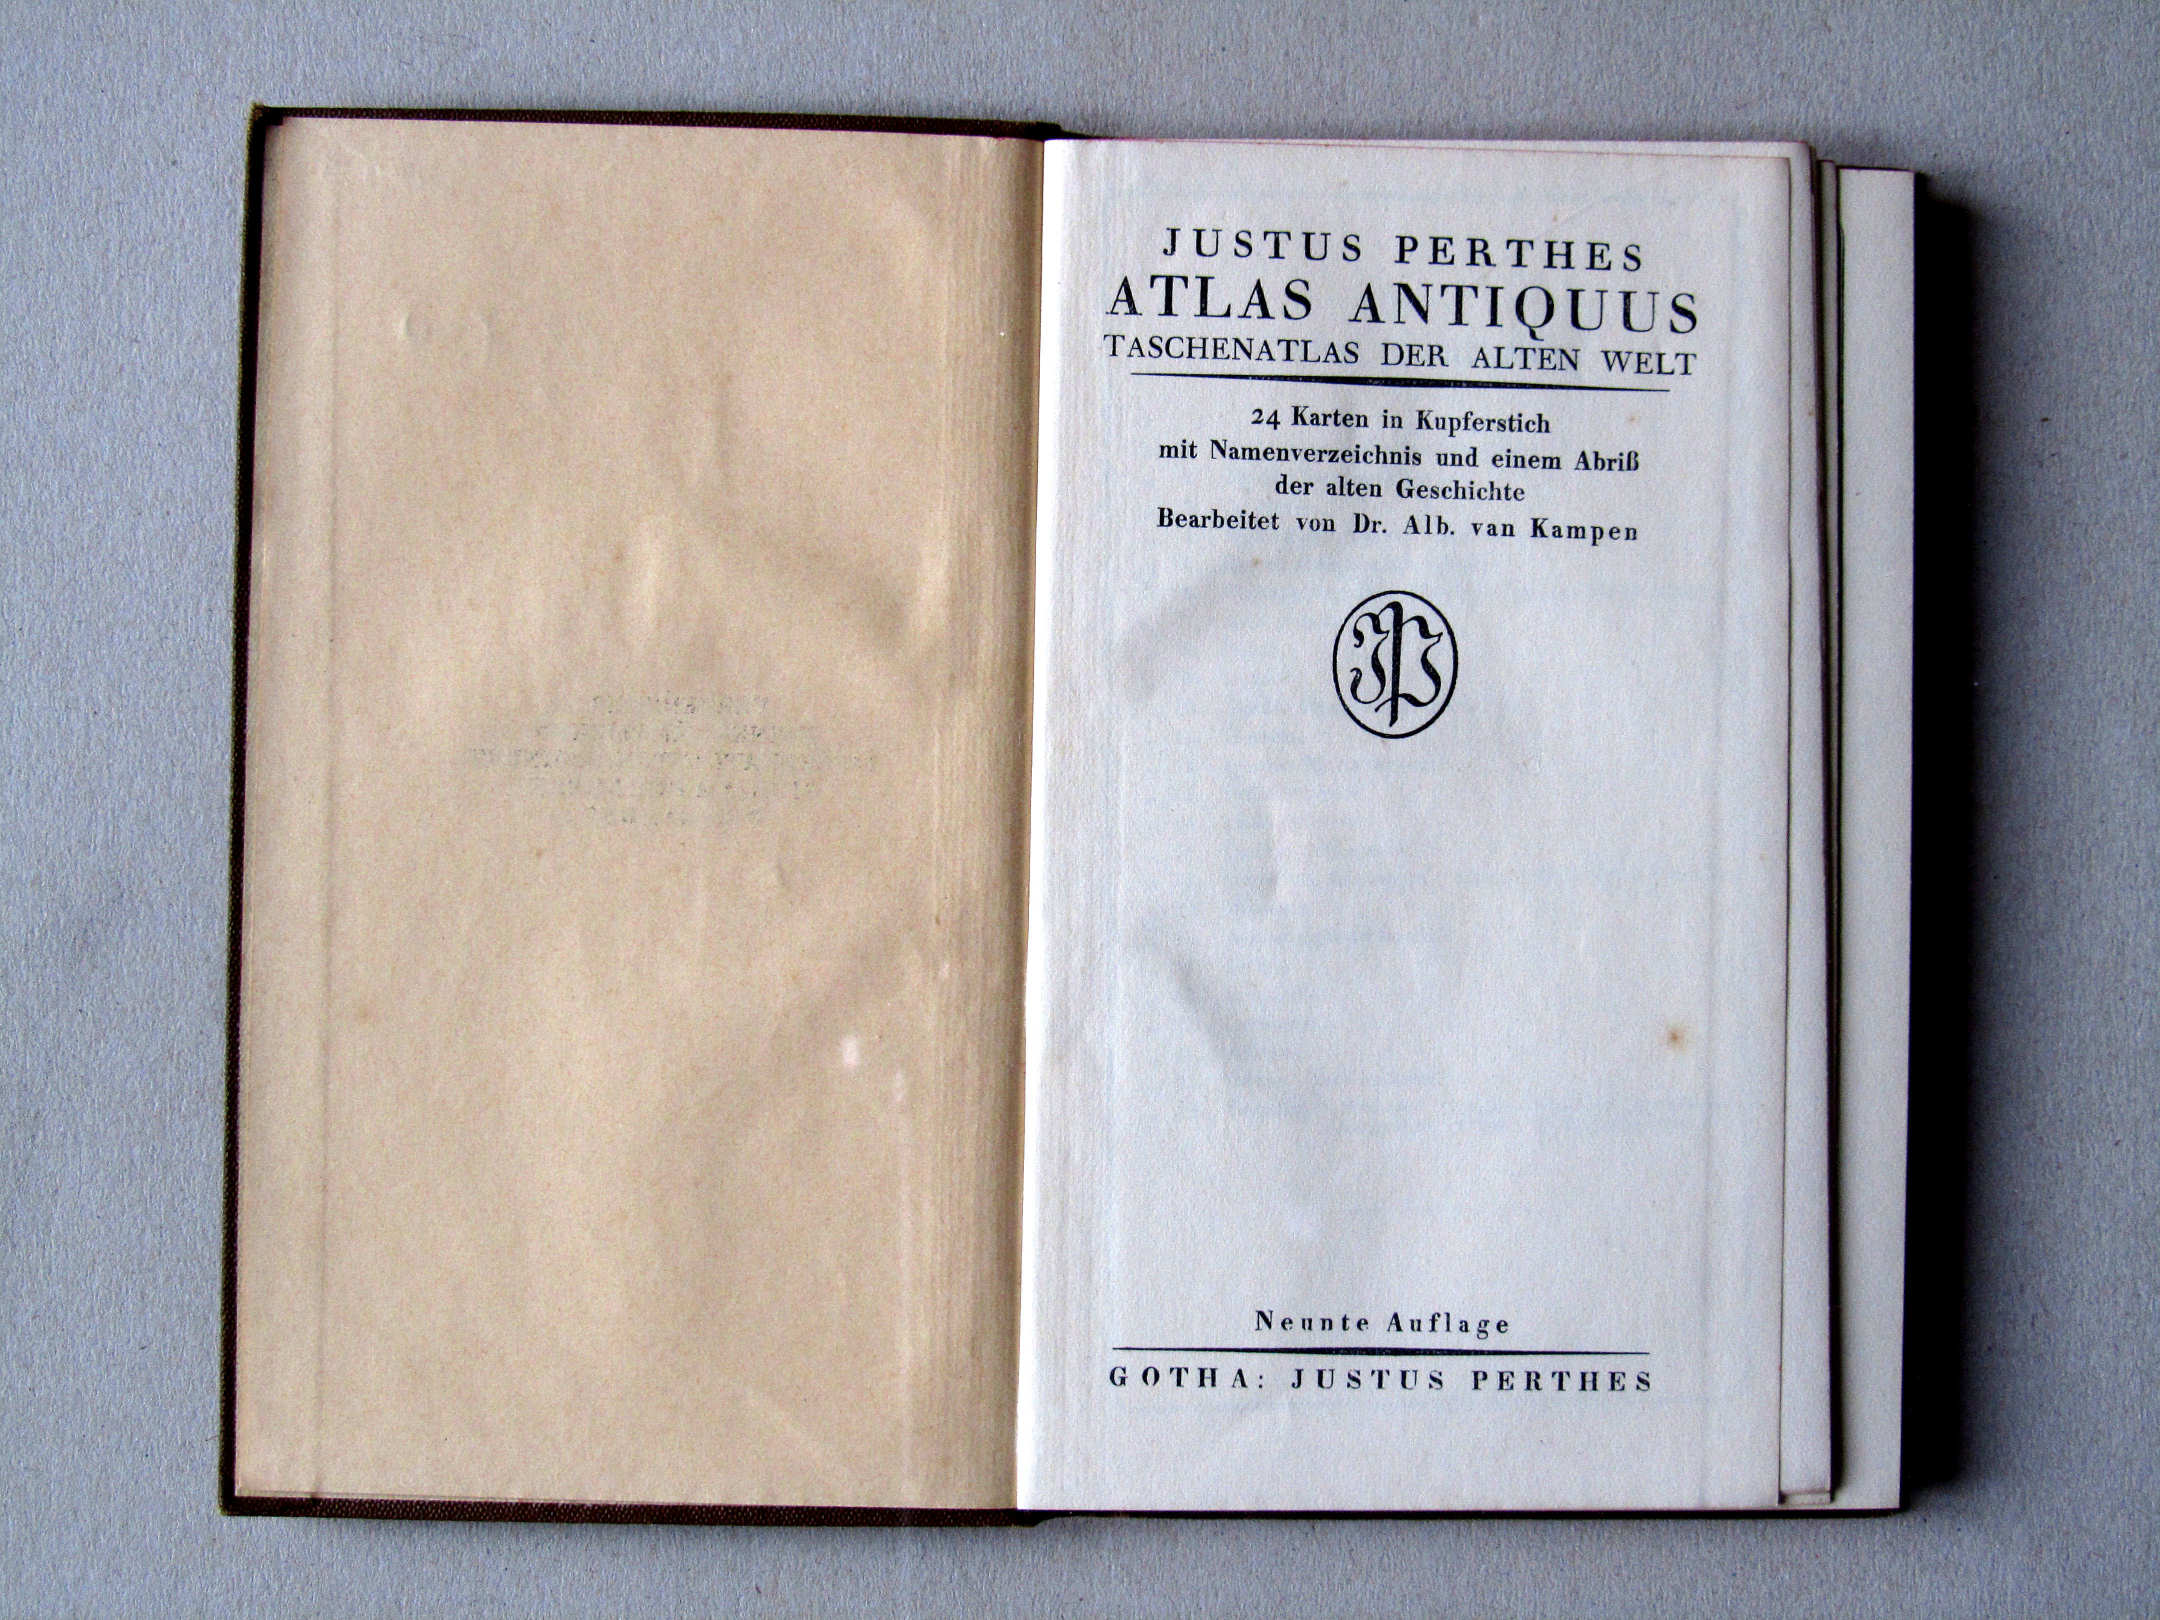 JUSTUS PERTHES
ATLAS ANTIQUUS
TASCHENATLAS DER ALTEN WELT
24 Karten in Kupferstich
mit Namenverzeichnis und einem Abriß
der alten Geschichte
Bearbeitet von Dr. Alb. van Kampen
JP
Neunte Auflage
GOTHA: JUSTUS PERTHES